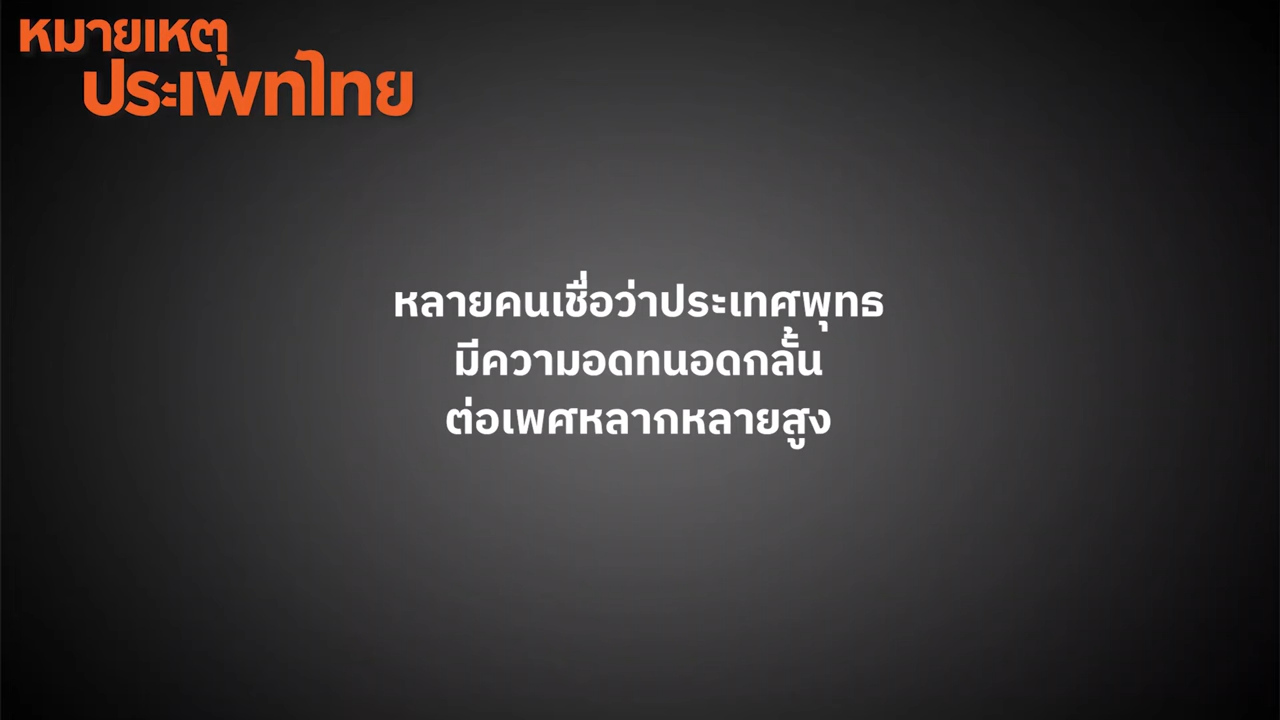 หมายเหตุ
ประเพทไทย
หลายคนเชื่อว่าประเทศพุทธ
มีความอดทนอดกลั้น
ต่อเพศหลากหลายสูง